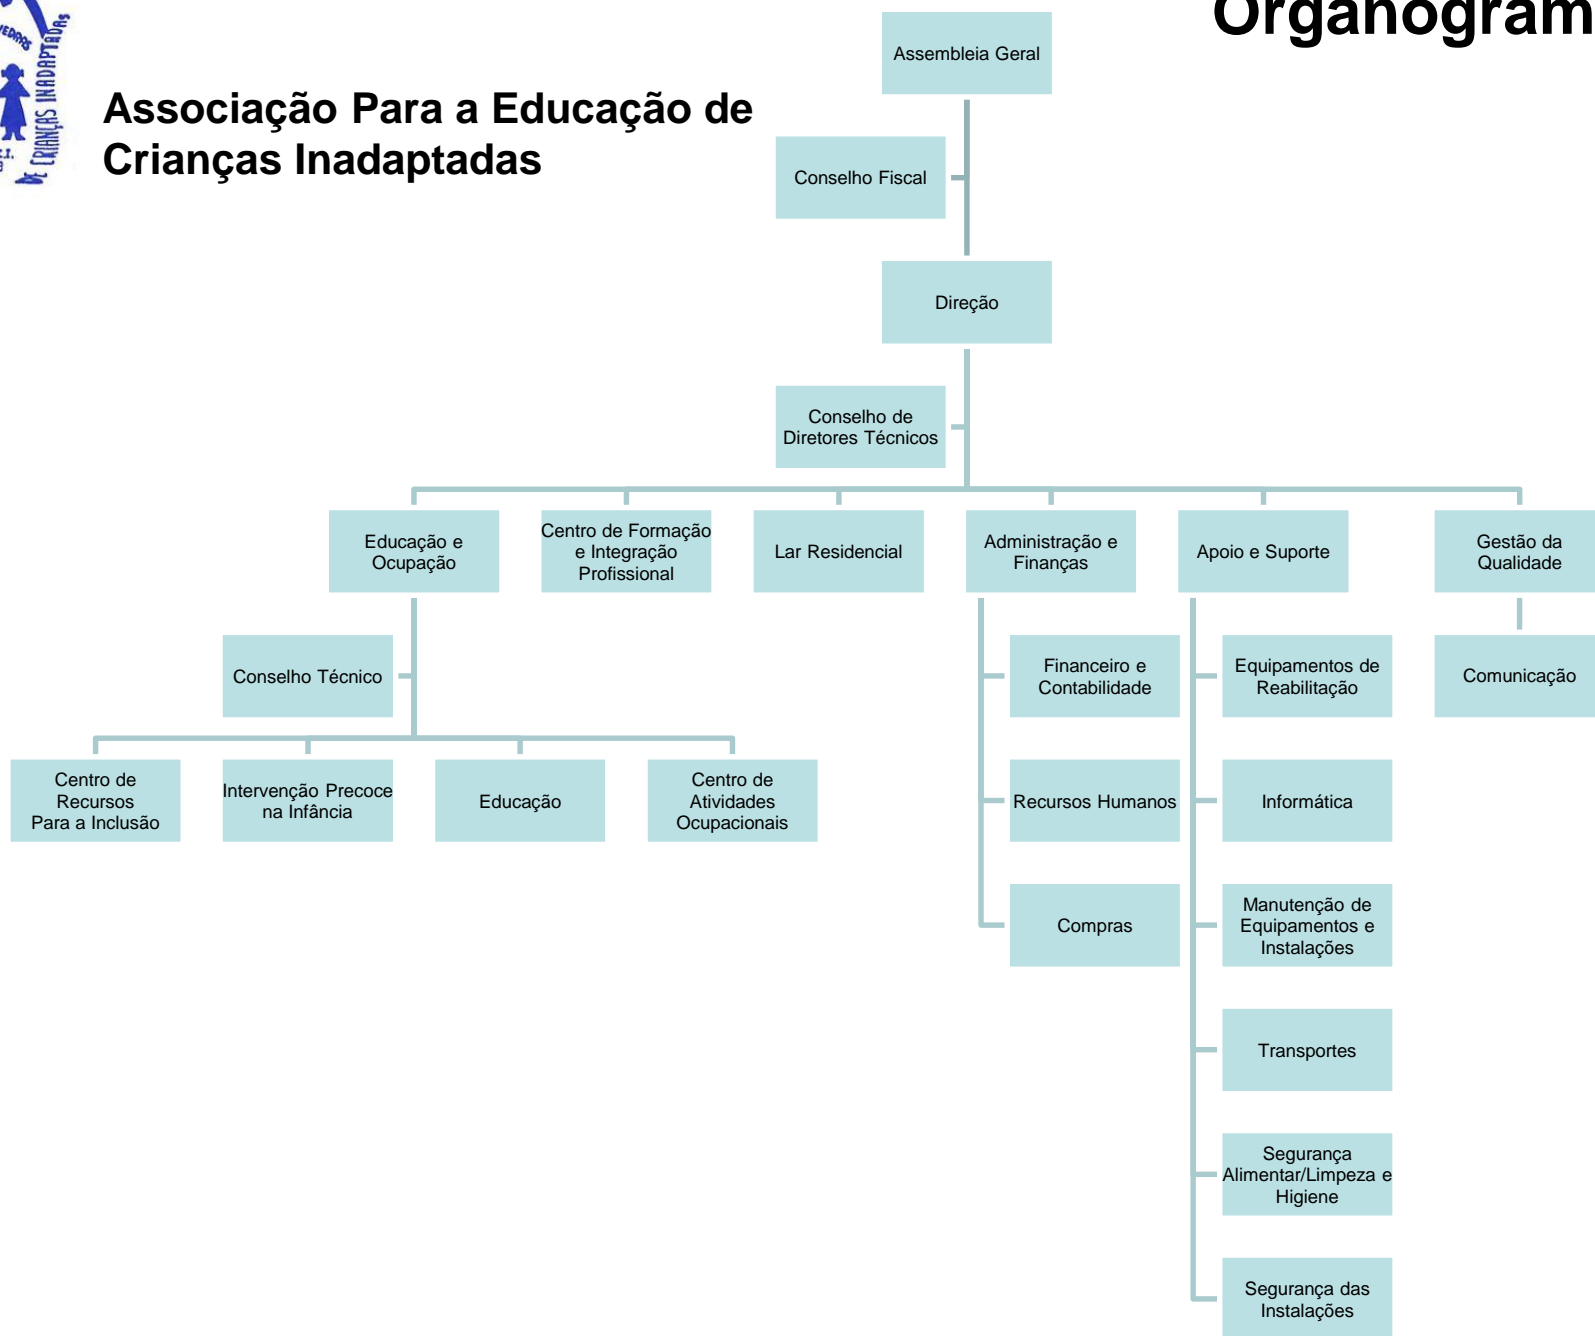 Organogram
Assembleia Geral
DE CRIANÇAS INADAPTADAS
Associação Para a Educação de
Crianças Inadaptadas
Conselho Fiscal
Direção
Conselho de
Diretores Técnicos
Educação e
Ocupação
Centro de Formação
e Integração
Profissional
Lar Residencial
Administração e
Finanças
Apoio e Suporte
Gestão da
Qualidade
Conselho Técnico
Financeiro e
Contabilidade
Equipamentos de
Reabilitação
Comunicação
Centro de
Recursos
Para a Inclusão
Intervenção Precoce
na Infância
Educação
Centro de
Atividades
Ocupacionais
Recursos Humanos
Informática
Compras
Manutenção de
Equipamentos e
Instalações
Transportes
Segurança
Alimentar/Limpeza e
Higiene
Segurança das
Instalações